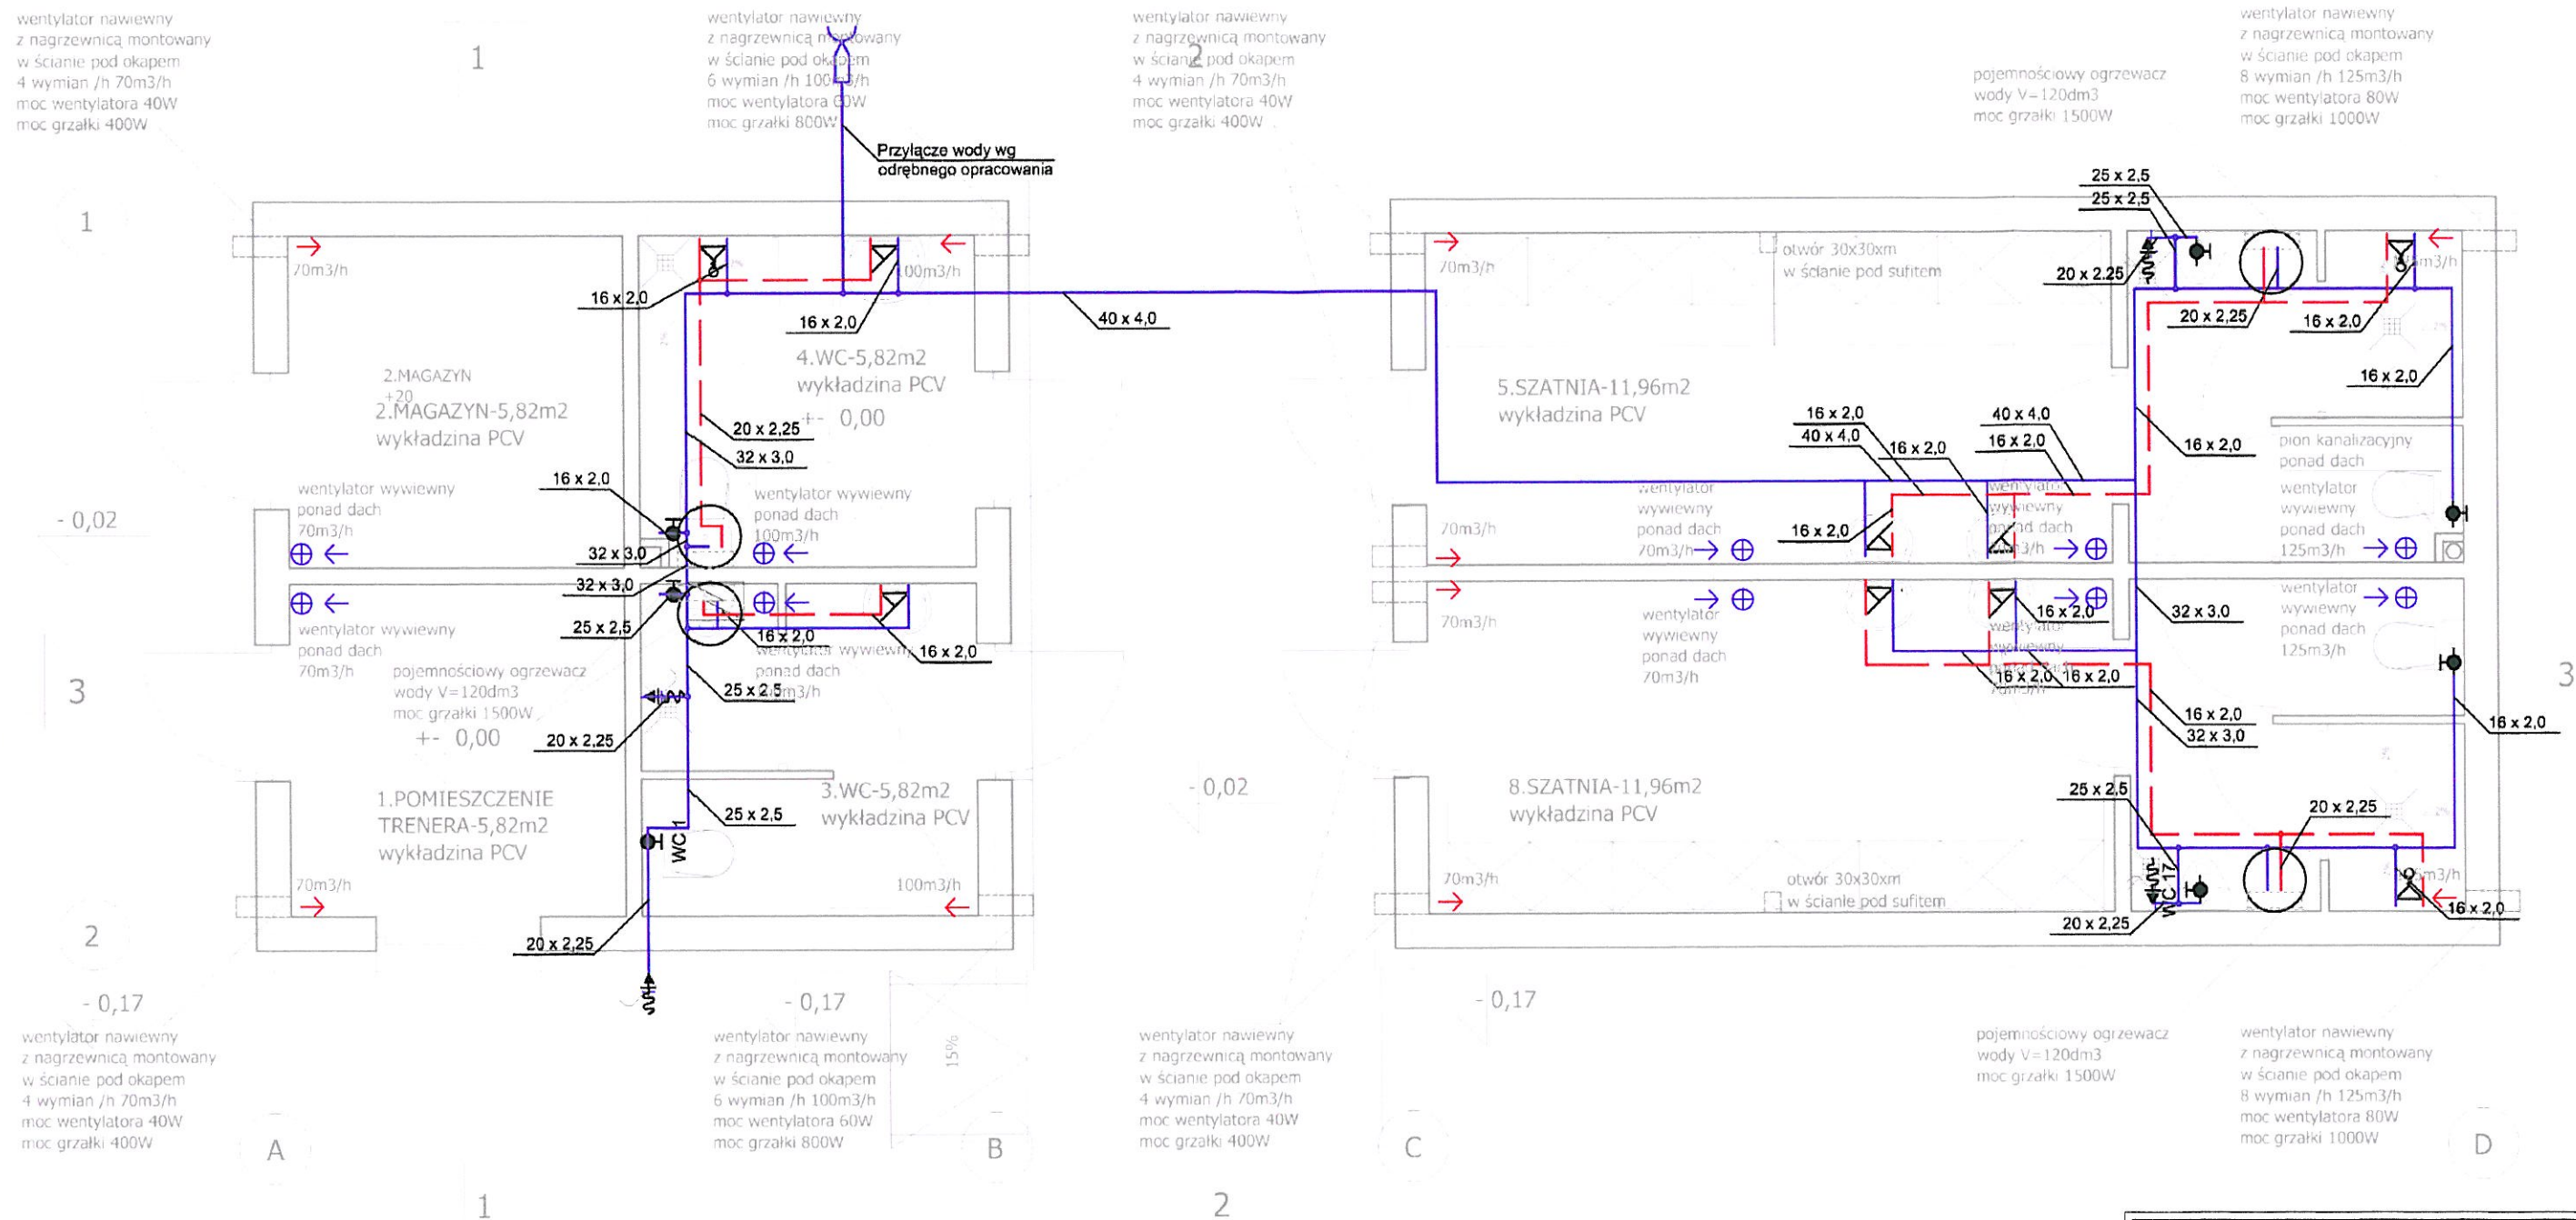 wentylator nawiewny
z nagrzewnicą montowany
w ścianie pod okapem
4 wymian /h 70m3/h
moc wentylatora 40W
moc grzałki 400W
1
wentylator nawiewny
z nagrzewnicą montowany
w ścianie pod okapem
6 wymian /h 100m3/h
moc wentylatora 60W
moc grzałki 800W
wentylator nawiewny
z nagrzewnicą montowany
2
w ścianie pod okapem
4 wymian /h 70m3/h
moc wentylatora 40W
moc grzałki 400W
pojemnościowy ogrzewacz
wody V=120dm3
moc grzałki 1500W
wentylator nawiewny
z nagrzewnicą montowany
w ścianie pod okapem
8 wymian /h 125m3/h
moc wentylatora 80W
moc grzałki 1000W
Przyłącze wody wg
odrębnego opracowania
1
70m3/h
16 x 2,0
100m3/h
16 x 2,0
40 x 4,0
70m3/h
otwór 30x30xm
w ścianie pod sufitem
25 x 2,5
25 x 2,5
20 x 2.25
20 x 2,25
16 x 2,0
16 x 2,0
2.MAGAZYN
+20
2.MAGAZYN-5,82m2
wykładzina PCV
4.WC-5,82m2
wykładzina PCV
+- 0,00
20 x 2,25
32 x 3,0
5.SZATNIA-11,96m2
wykładzina PCV
16 x 2,0
40 x 4,0
16 x 2,0
40 x 4,0
16 x 2,0
16 x 2,0
pion kanalizacyjny
ponad dach
- 0,02
wentylator wywiewny
ponad dach
70m3/h
16 x 2,0
32 x 3,0
32 x 3,0
wentylator wywiewny
ponad dach
100m3/h
70m3/h
wentylator
wywiewny
ponad dach
70m3/h
16 x 2,0
wentylator
wywiewny
ponad dach
wentylator
wywiewny
ponad dach
125m3/h
3
wentylator wywiewny
ponad dach
70m3/h
25 x 2,5
16 x 2,0
16 x 2,0
wentylator wywiewny
ponad dach
25 x 2,5
pojemnościowy ogrzewacz
wody V=120dm3
moc grzałki 1500W
+- 0,00
20 x 2,25
70m3/h
wentylator
wywiewny
ponad dach
70m3/h
16 x 2,0
wentylator
16 x 2,0
16 x 2,0
32 x 3,0
wentylator
wywiewny
ponad dach
125m3/h
16 x 2,0
32 x 3,0
16 x 2,0
3
1.POMIESZCZENIE
TRENERA-5,82m2
wykładzina PCV
3.WC-5,82m2
wykładzina PCV
25 x 2,5
WC 1
- 0,02
8.SZATNIA-11,96m2
wykładzina PCV
25 x 2,5
20 x 2,25
70m3/h
100m3/h
70m3/h
otwór 30x30xm
w ścianie pod sufitem
WC 17
20 x 2,25
16 x 2,0
2
20 x 2,25
- 0,17
- 0,17
- 0,17
wentylator nawiewny
z nagrzewnicą montowany
w ścianie pod okapem
4 wymian /h 70m3/h
moc wentylatora 40W
moc grzałki 400W
A
wentylator nawiewny
z nagrzewnicą montowany
w ścianie pod okapem
6 wymian /h 100m3/h
moc wentylatora 60W
moc grzałki 800W
15%
B
wentylator nawiewny
z nagrzewnicą montowany
w ścianie pod okapem
4 wymian /h 70m3/h
moc wentylatora 40W
moc grzałki 400W
C
pojemnościowy ogrzewacz
wody V=120dm3
moc grzałki 1500W
wentylator nawiewny
z nagrzewnicą montowany
w ścianie pod okapem
8 wymian /h 125m3/h
moc wentylatora 80W
moc grzałki 1000W
D
1
2